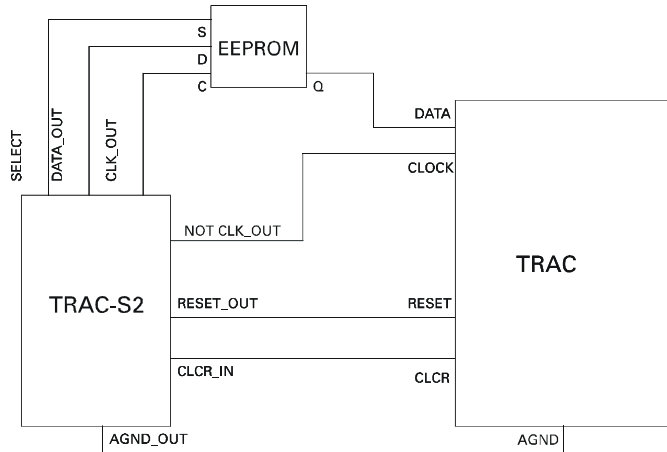 S
EEPROM
D
C
Q
DATA
SELECT
DATA_OUT
CLK_OUT
CLOCK
NOT CLK_OUT
TRAC
TRAC-S2
RESET_OUT
RESET
CLCR_IN
CLCR
AGND_OUT
AGND